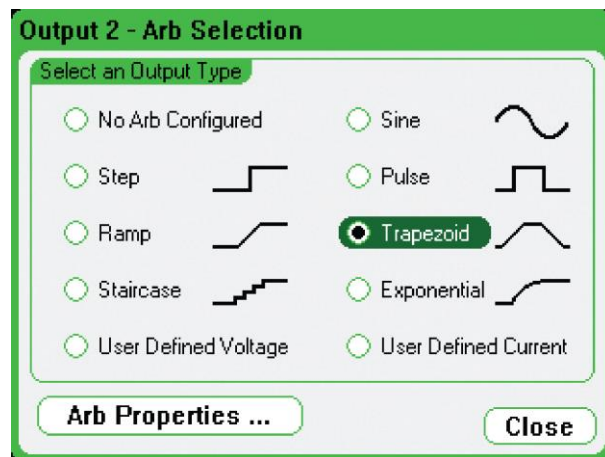 Output 2 - Arb Selection
Select an Output Type
No Arb Configured
Sine
Step
Pulse
Ramp
Trapezoid
Staircase
Exponential
User Defined Voltage
User Defined Current
Arb Properties ...
Close